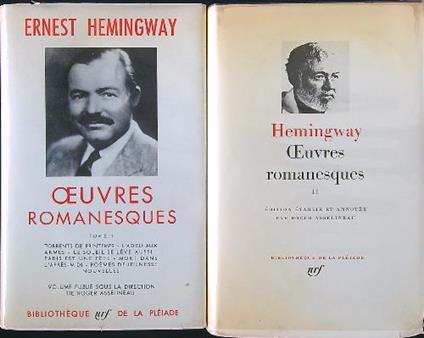 ERNEST HEMINGWAY
ŒUVRES
ROMANESQUES
TOME I
TORRENTS DE PRINTEMPS - L'ADIEU AUX
ARMES - LE SOLEIL SE LÈVE AUSSI
PARIS EST UNE FÊTE - MORT DANS
L'APRÈS-MIDI - POÈMES DE JEUNESSE
NOUVELLES
VOLUME PUBLIÉ SOUS LA DIRECTION
DE ROGER ASSELINEAU
BIBLIOTHÈQUE nrf DE LA PLÉIADE
Hemingway
Œuvres
romanesques
II
ÉDITION ÉTABLIE ET ANNOTÉE
PAR ROGER ASSELINEAU
BIBLIOTHÈQUE DE LA PLÉIADE
nrf